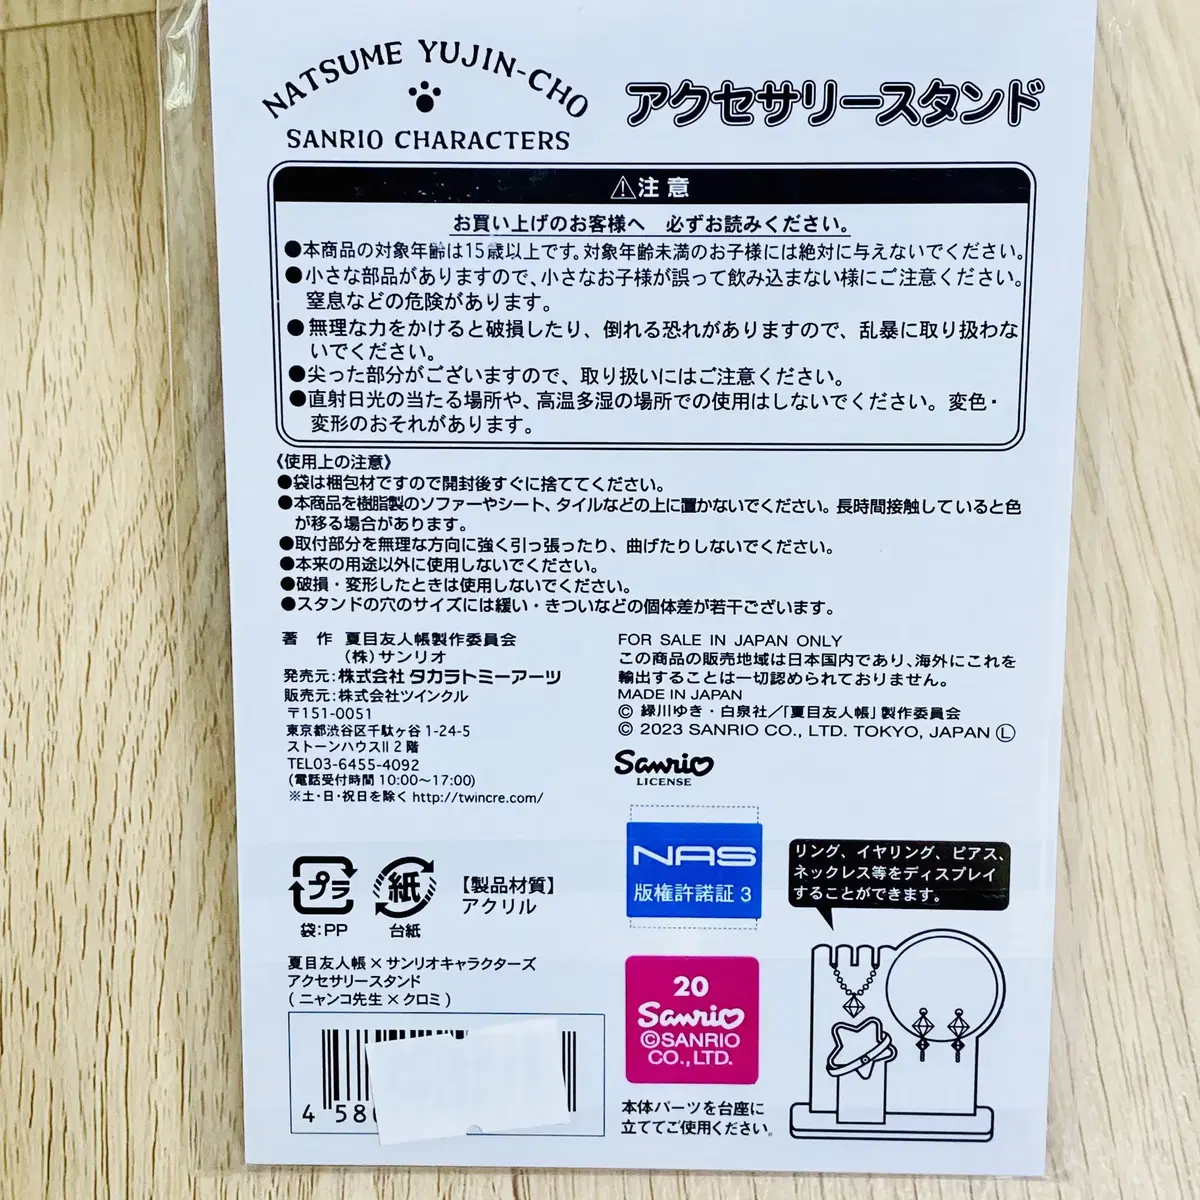 NATSUME YUJIN-CHO
SANRIO CHARACTERS
アクセサリースタンド
⚠注意
お買い上げのお客様へ　必ずお読みください。
●本商品の対象年齢は15歳以上です。対象年齢未満のお子様には絶対に与えないでください。
●小さな部品がありますので、小さなお子様が誤って飲み込まない様にご注意ください。
窒息などの危険があります。
●無理な力をかけると破損したり、倒れる恐れがありますので、乱暴に取り扱わな
いでください。
●尖った部分がございますので、取り扱いにはご注意ください。
●直射日光の当たる場所や、高温多湿の場所での使用はしないでください。変色・
変形のおそれがあります。
《使用上の注意》
●袋は梱包材ですので開封後すぐに捨ててください。
●本商品を樹脂製のソファーやシート、タイルなどの上に置かないでください。長時間接触していると色
が移る場合があります。
●取付部分を無理な方向に強く引っ張ったり、曲げたりしないでください。
●本来の用途以外に使用しないでください。
●破損・変形したときは使用しないでください。
●スタンドの穴のサイズには緩い・きついなどの個体差が若干ございます。
著　作　夏目友人帳製作委員会
（株）サンリオ
発売元：株式会社 タカラトミーアーツ
販売元：株式会社ツインクル
〒151-0051
東京都渋谷区千駄ヶ谷 1-24-5
ストーンハウスII 2 階
TEL03-6455-4092
（電話受付時間 10:00～17:00）
※土・日・祝日を除く http://twincre.com/
FOR SALE IN JAPAN ONLY
この商品の販売地域は日本国内であり、海外にこれを
輸出することは一切認められておりません。
MADE IN JAPAN
© 緑川ゆき・白泉社／「夏目友人帳」製作委員会
© 2023 SANRIO CO., LTD. TOKYO, JAPAN Ⓛ
Sanrio
LICENSE
NAS
版権許諾証 3
リング、イヤリング、ピアス、
ネックレス等をディスプレイ
することができます。
プラ
袋：PP
紙
台紙
【製品材質】
アクリル
夏目友人帳×サンリオキャラクターズ
アクセサリースタンド
（ニャンコ先生×クロミ）
4 580
20
Sanrio
©SANRIO
CO.,LTD.
本体パーツを台座に
立ててご使用ください。